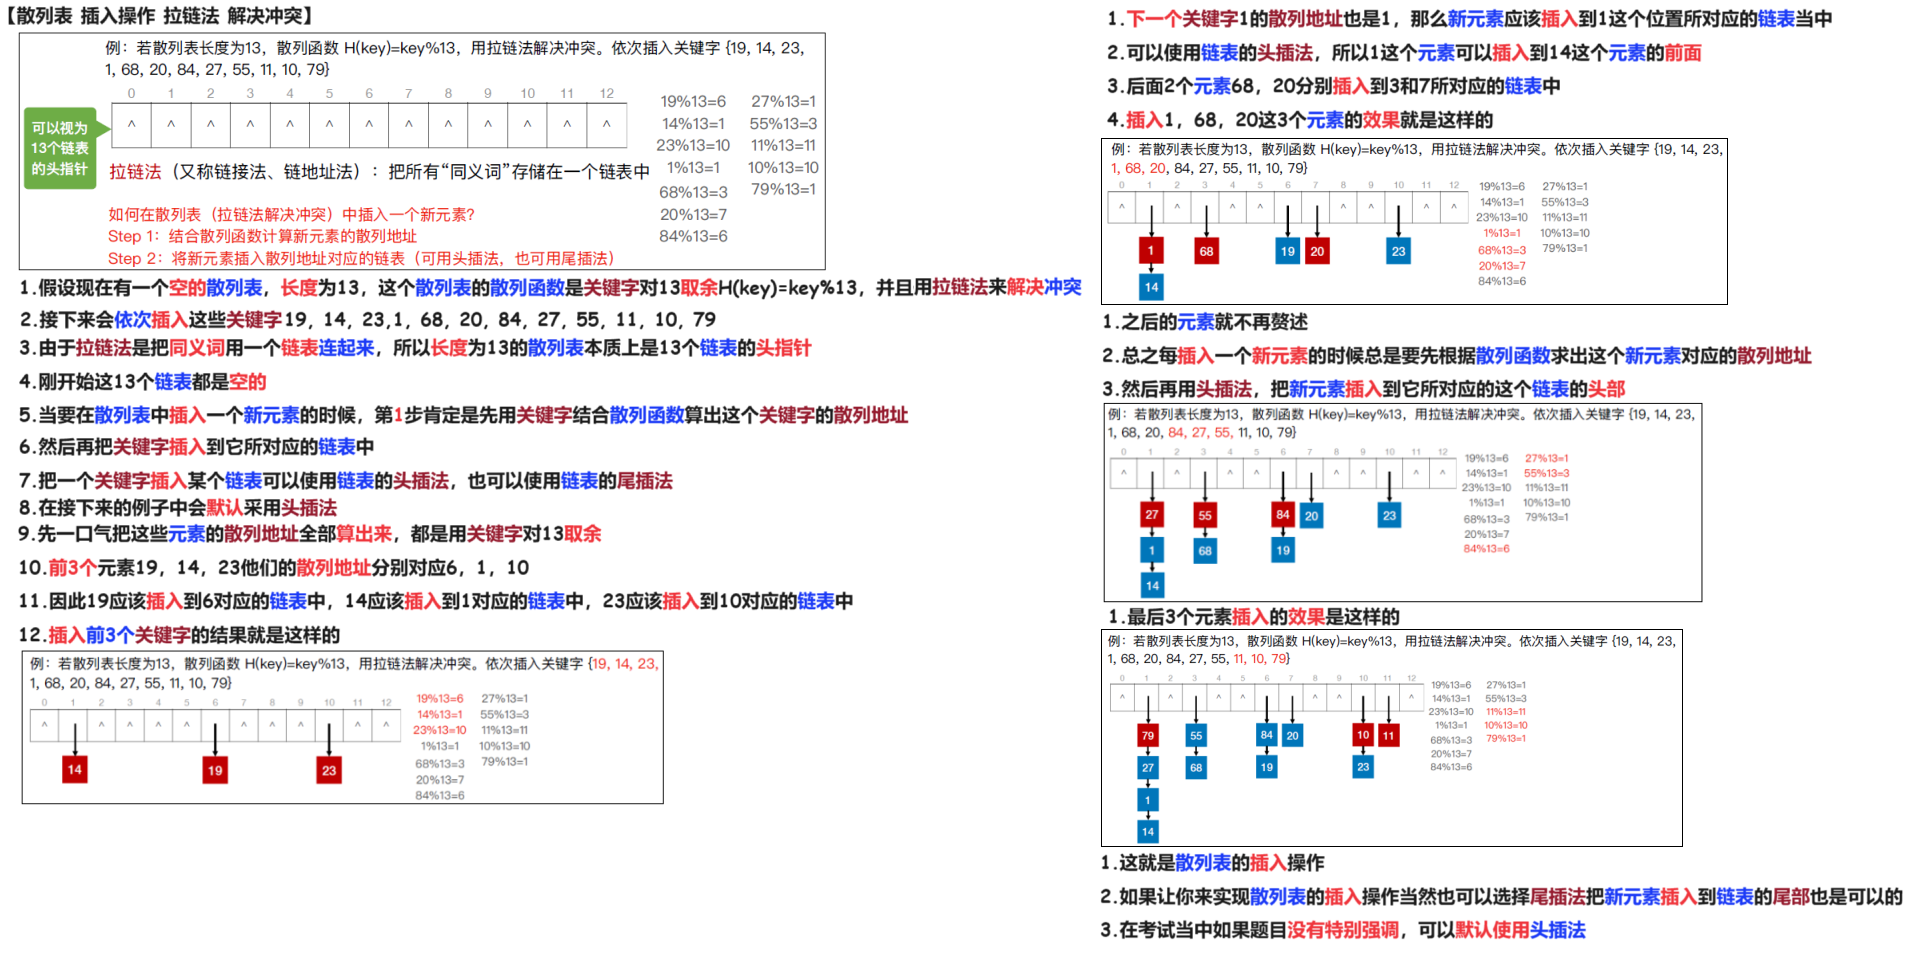 【散列表 插入操作 拉链法 解决冲突】
例：若散列表长度为13，散列函数 H(key)=key%13，用拉链法解决冲突。依次插入关键字 {19, 14, 23,
1, 68, 20, 84, 27, 55, 11, 10, 79}
0 1 2 3 4 5 6 7 8 9 10 11 12
^ ^ ^ ^ ^ ^ ^ ^ ^ ^ ^ ^ ^
可以视为
13个链表
的头指针
19%13=6 27%13=1
14%13=1 55%13=3
23%13=10 11%13=11
1%13=1 10%13=10
68%13=3 79%13=1
20%13=7
84%13=6
拉链法（又称链接法、链地址法）：把所有“同义词”存储在一个链表中
如何在散列表（拉链法解决冲突）中插入一个新元素？
Step 1：结合散列函数计算新元素的散列地址
Step 2：将新元素插入散列地址对应的链表（可用头插法，也可用尾插法）
1.假设现在有一个空的散列表，长度为13，这个散列表的散列函数是关键字对13取余H(key)=key%13，并且用拉链法来解决冲突
2.接下来会依次插入这些关键字19，14，23,1，68，20，84，27，55，11，10，79
3.由于拉链法是把同义词用一个链表连起来，所以长度为13的散列表本质上是13个链表的头指针
4.刚开始这13个链表都是空的
5.当要在散列表中插入一个新元素的时候，第1步肯定是先用关键字结合散列函数算出这个关键字的散列地址
6.然后再把关键字插入到它所对应的链表中
7.把一个关键字插入某个链表可以使用链表的头插法，也可以使用链表的尾插法
8.在接下来的例子中会默认采用头插法
9.先一口气把这些元素的散列地址全部算出来，都是用关键字对13取余
10.前3个元素19，14，23他们的散列地址分别对应6，1，10
11.因此19应该插入到6对应的链表中，14应该插入到1对应的链表中，23应该插入到10对应的链表中
12.插入前3个关键字的结果就是这样的
例：若散列表长度为13，散列函数 H(key)=key%13，用拉链法解决冲突。依次插入关键字 {19, 14, 23,
1, 68, 20, 84, 27, 55, 11, 10, 79}
0 1 2 3 4 5 6 7 8 9 10 11 12
^ ^ ^ ^ ^ ^ ^ ^ ^ ^
14 19 23
19%13=6 27%13=1
14%13=1 55%13=3
23%13=10 11%13=11
1%13=1 10%13=10
68%13=3 79%13=1
20%13=7
84%13=6
1.下一个关键字1的散列地址也是1，那么新元素应该插入到1这个位置所对应的链表当中
2.可以使用链表的头插法，所以1这个元素可以插入到14这个元素的前面
3.后面2个元素68，20分别插入到3和7所对应的链表中
4.插入1，68，20这3个元素的效果就是这样的
例：若散列表长度为13，散列函数 H(key)=key%13，用拉链法解决冲突。依次插入关键字 {19, 14, 23,
1, 68, 20, 84, 27, 55, 11, 10, 79}
0 1 2 3 4 5 6 7 8 9 10 11 12
^ ^ ^ ^ ^ ^ ^ ^
1 68 19 20 23
14
19%13=6 27%13=1
14%13=1 55%13=3
23%13=10 11%13=11
1%13=1 10%13=10
68%13=3 79%13=1
20%13=7
84%13=6
1.之后的元素就不再赘述
2.总之每插入一个新元素的时候总是要先根据散列函数求出这个新元素对应的散列地址
3.然后再用头插法，把新元素插入到它所对应的这个链表的头部
例：若散列表长度为13，散列函数 H(key)=key%13，用拉链法解决冲突。依次插入关键字 {19, 14, 23,
1, 68, 20, 84, 27, 55, 11, 10, 79}
0 1 2 3 4 5 6 7 8 9 10 11 12
^ ^ ^ ^ ^ ^ ^ ^
27 55 84 20 23
1 68 19
14
19%13=6 27%13=1
14%13=1 55%13=3
23%13=10 11%13=11
1%13=1 10%13=10
68%13=3 79%13=1
20%13=7
84%13=6
1.最后3个元素插入的效果是这样的
例：若散列表长度为13，散列函数 H(key)=key%13，用拉链法解决冲突。依次插入关键字 {19, 14, 23,
1, 68, 20, 84, 27, 55, 11, 10, 79}
0 1 2 3 4 5 6 7 8 9 10 11 12
^ ^ ^ ^ ^ ^ ^
79 55 84 20 10 11
27 68 19 23
1
14
19%13=6 27%13=1
14%13=1 55%13=3
23%13=10 11%13=11
1%13=1 10%13=10
68%13=3 79%13=1
20%13=7
84%13=6
1.这就是散列表的插入操作
2.如果让你来实现散列表的插入操作当然也可以选择尾插法把新元素插入到链表的尾部也是可以的
3.在考试当中如果题目没有特别强调，可以默认使用头插法